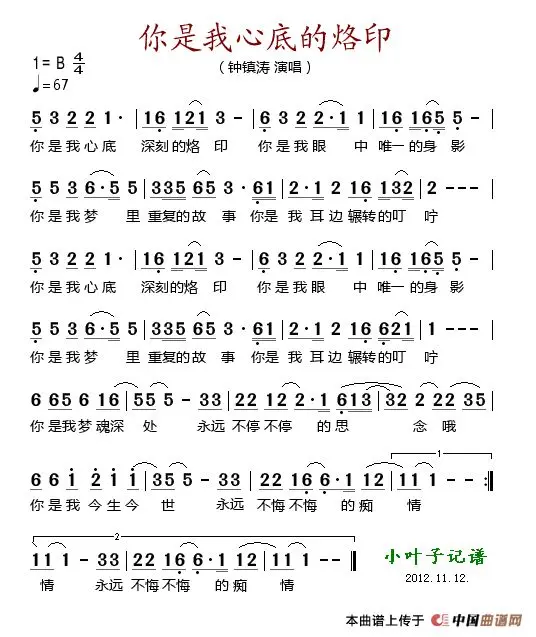 你是我心底的烙印
（钟镇涛 演唱）
1= B 4/4
♩=67
5 3 2 2 1· | 16 121 3 - | 6 3 2 2·1 1 | 16 165 5 - |
你是我心底 深刻的烙 印 你是我眼 中 唯一的身 影
5 5 3 6·5 5 | 335 65 3· 61 | 2·1 2 16 132 | 2 - - - |
你是我梦 里 重复的故 事 你是 我 耳边 辗转的叮 咛
5 3 2 2 1· | 16 121 3 - | 6 3 2 2·1 1 | 16 165 5 - |
你是我心底 深刻的烙 印 你是我眼 中 唯一的身 影
5 5 3 6·5 5 | 335 65 3· 61 | 2·1 2 16 621 | 1 - - - |
你是我梦 里 重复的故 事 你是 我 耳边 辗转的叮 咛
6 65 6 16 | 55 5 - 33 | 22 12 2·1 613 | 32 2 22 35 |
你是我梦魂深 处 永远 不停不停 的思 念 哦
6 6 1 2 1 1 | 35 5 - 33 | 22 16 6·1 12 | 11 1 - - :|
1
你是我 今生今 世 永远 不悔不悔 的痴 情
2
11 1 - 33 | 22 16 6·1 12 | 11 1 - - |
情 永远 不悔不悔 的痴 情
小叶子记谱
2012.11.12.
本曲谱上传于 中国曲谱网